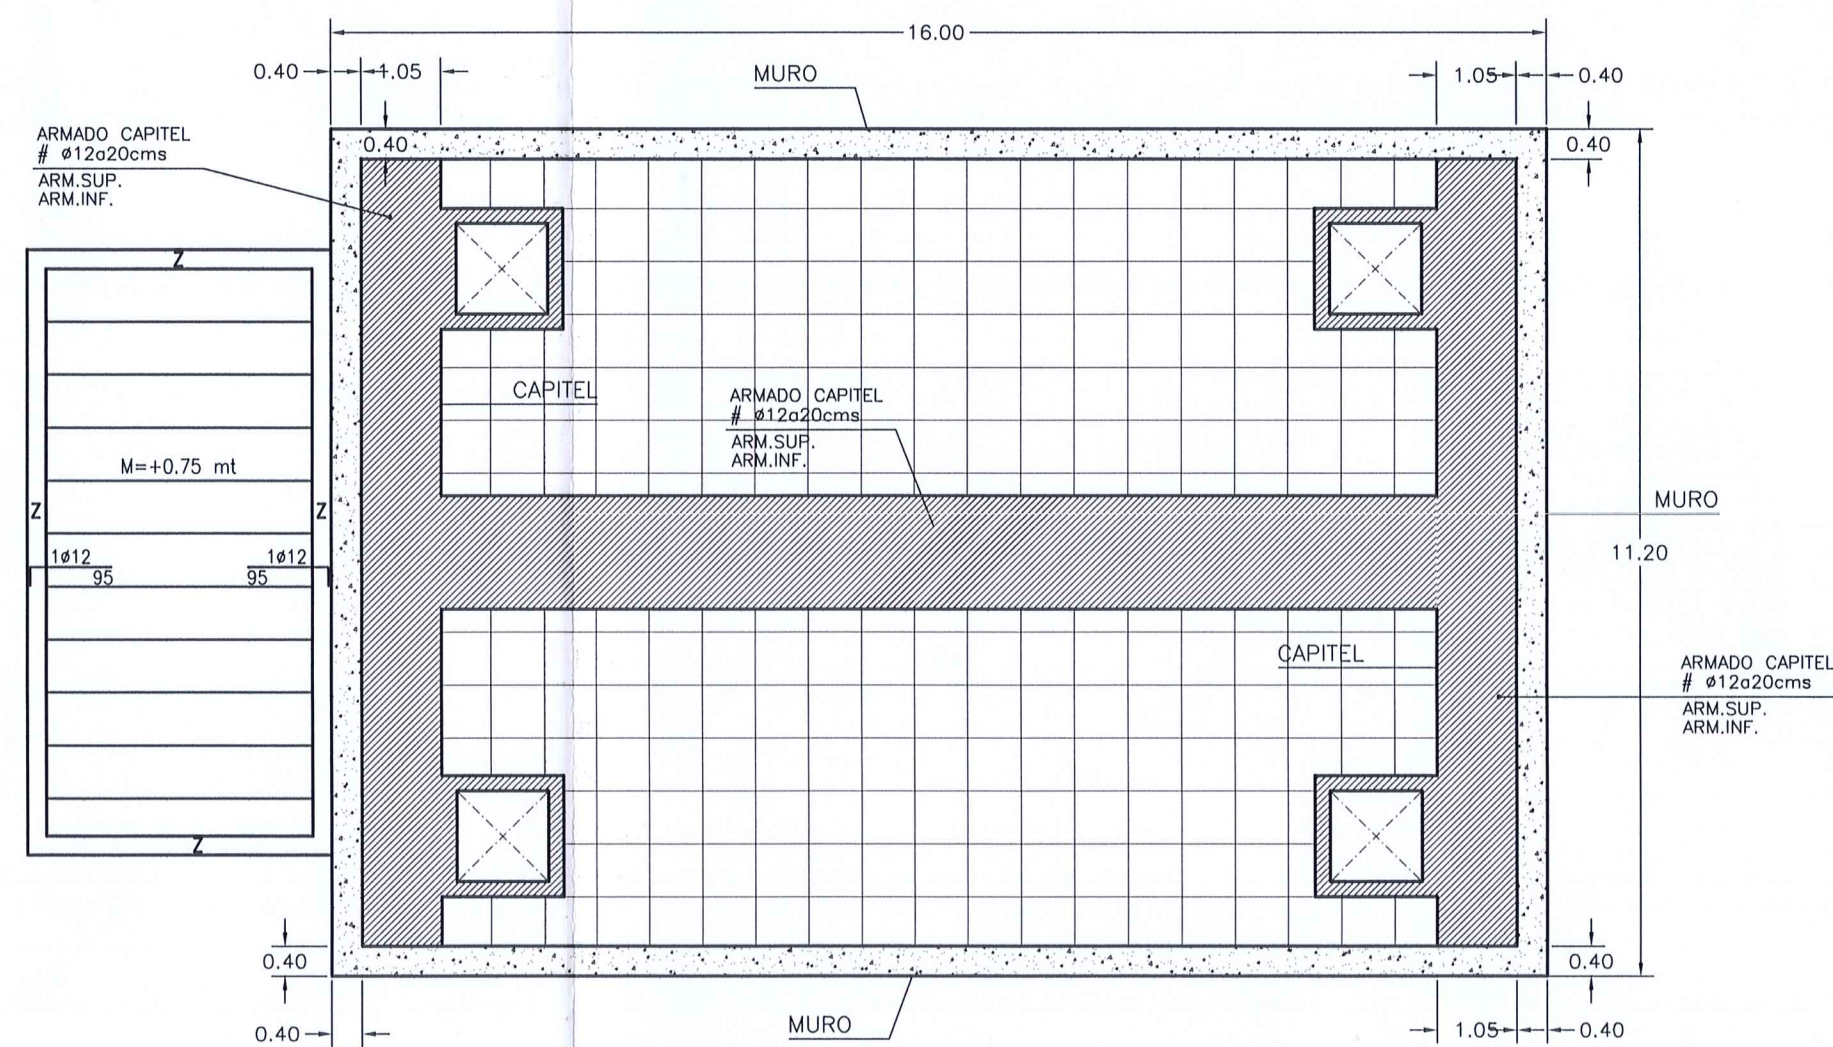 16.00
0.40
1.05
MURO
1.05
0.40
ARMADO CAPITEL
# ø12a20cms
ARM.SUP.
ARM.INF.
0.40
0.40
Z
CAPITEL
ARMADO CAPITEL
# ø12a20cms
ARM.SUP.
ARM.INF.
M=+0.75 mt
Z
Z
MURO
11.20
1ø12
95
1ø12
95
CAPITEL
ARMADO CAPITEL
# ø12a20cms
ARM.SUP.
ARM.INF.
Z
0.40
0.40
0.40
MURO
1.05
0.40